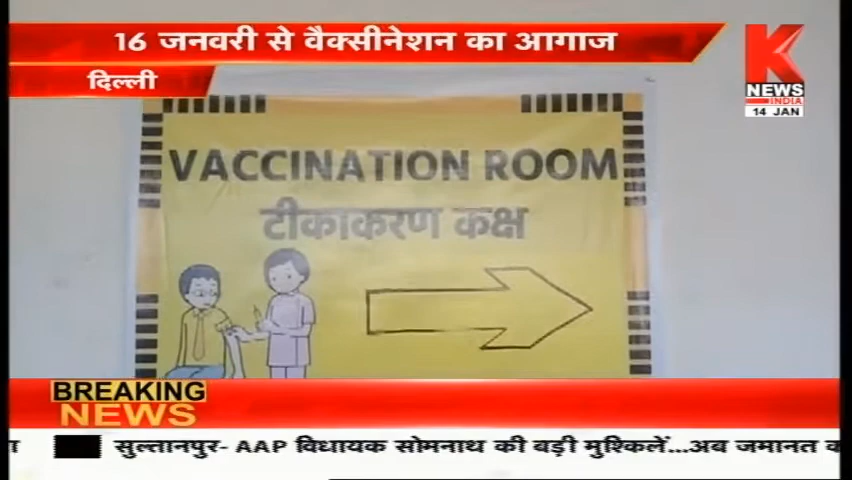 16 जनवरी से वैक्सीनेशन का आगाज
दिल्ली
K
NEWS
INDIA
14 JAN
VACCINATION ROOM
टीकाकरण कक्ष
BREAKING
NEWS
सुल्तानपुर- AAP विधायक सोमनाथ की बड़ी मुश्किलें...अब जमानत